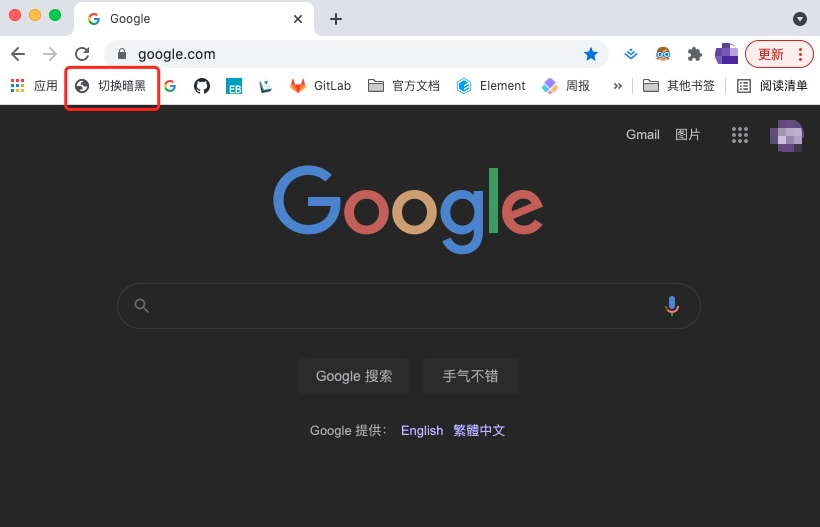 Google
google.com
更新
应用 切换暗黑 EB GitLab 官方文档 Element 周报 » 其他书签 阅读清单
Gmail 图片
Google
Google 搜索 手气不错
Google 提供： English 繁體中文